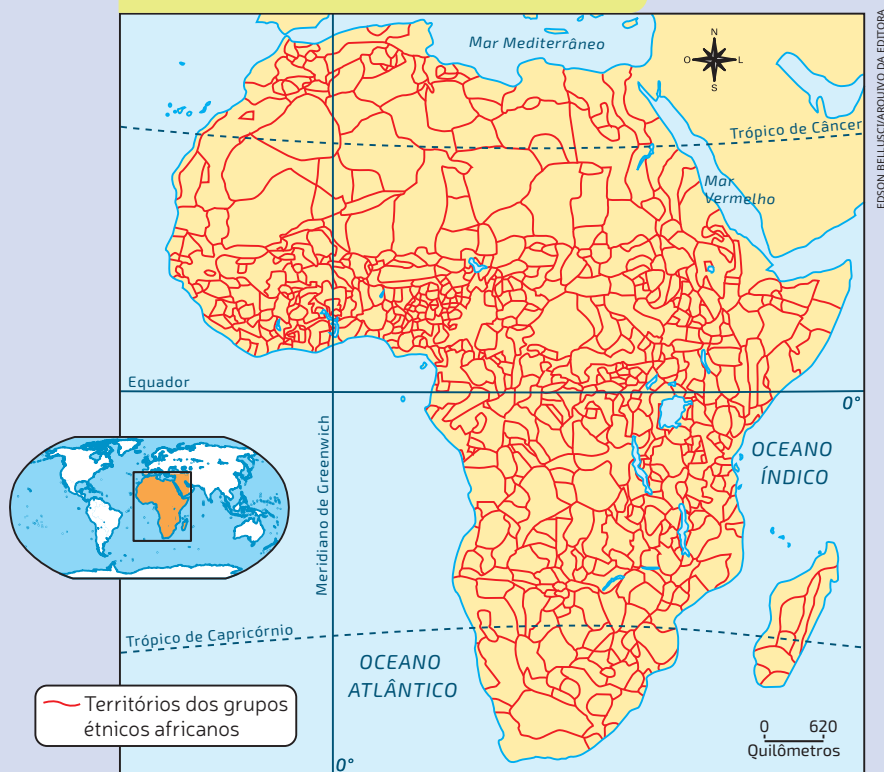 EDSON BELLUSCI/ARQUIVO DA EDITORA
Mar Mediterrâneo
N
O L
S
Trópico de Câncer
Mar
Vermelho
Equador
0°
Meridiano de Greenwich
OCEANO
ÍNDICO
Trópico de Capricórnio
OCEANO
ATLÂNTICO
Territórios dos grupos
étnicos africanos
0 620
Quilômetros
0°